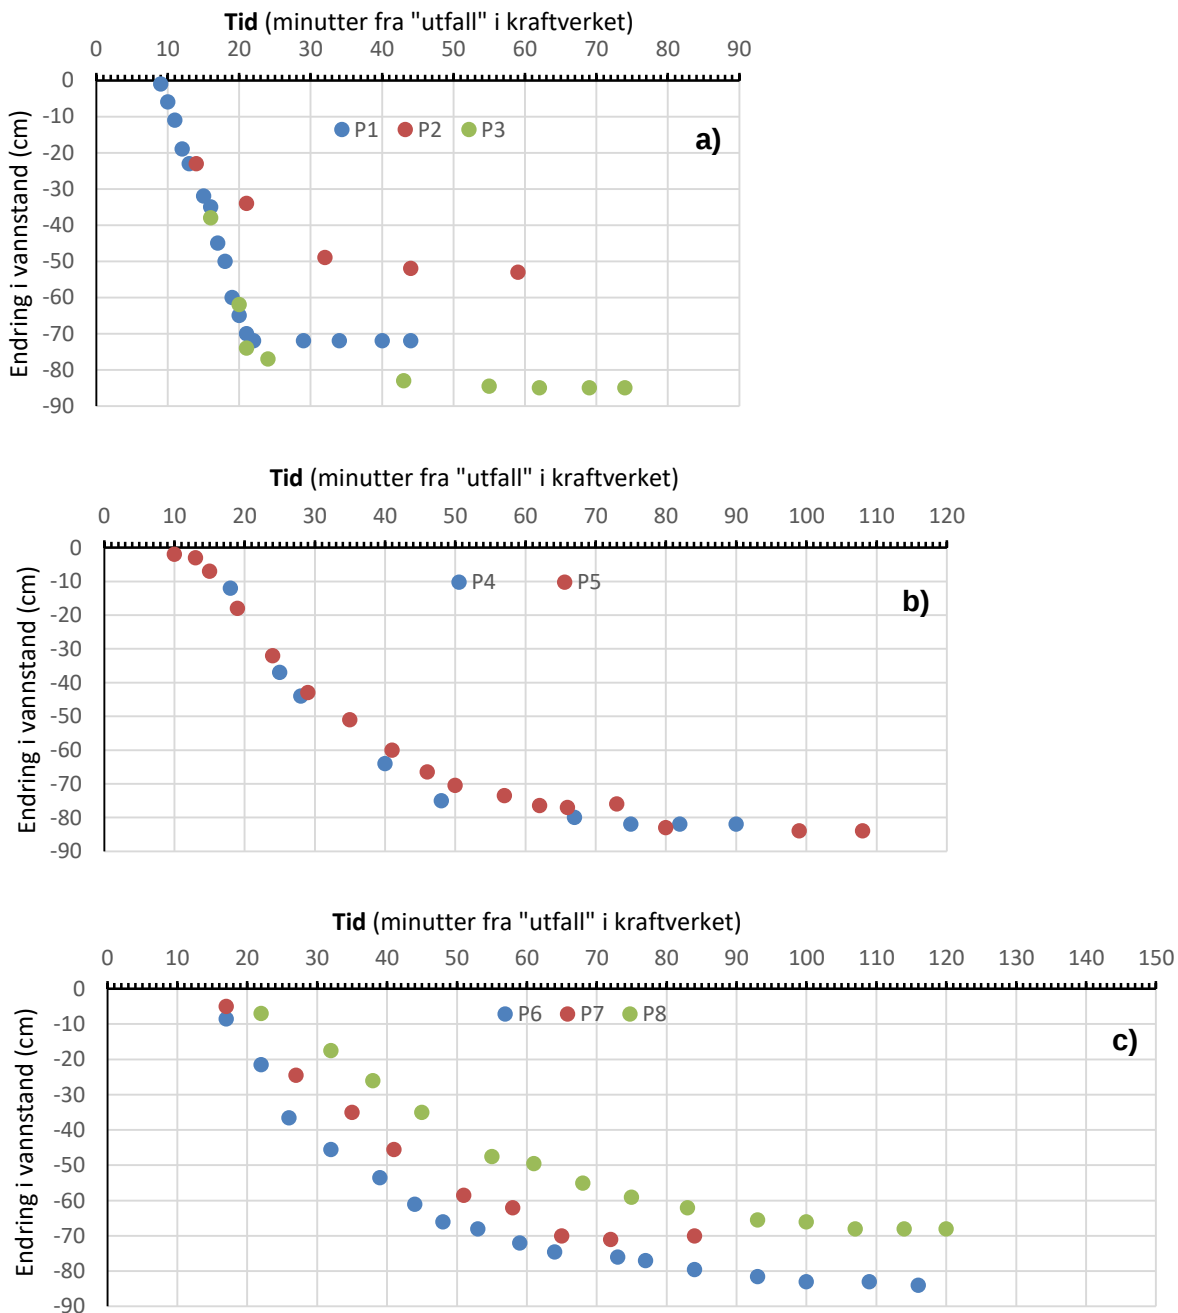 Tid (minutter fra "utfall" i kraftverket)
0 10 20 30 40 50 60 70 80 90
0
-10
-20
-30
-40
-50
-60
-70
-80
-90
Endring i vannstand (cm)
P1 P2 P3
a)
Tid (minutter fra "utfall" i kraftverket)
0 10 20 30 40 50 60 70 80 90 100 110 120
0
-10
-20
-30
-40
-50
-60
-70
-80
-90
Endring i vannstand (cm)
P4 P5
b)
Tid (minutter fra "utfall" i kraftverket)
0 10 20 30 40 50 60 70 80 90 100 110 120 130 140 150
0
-10
-20
-30
-40
-50
-60
-70
-80
-90
Endring i vannstand (cm)
P6 P7 P8
c)